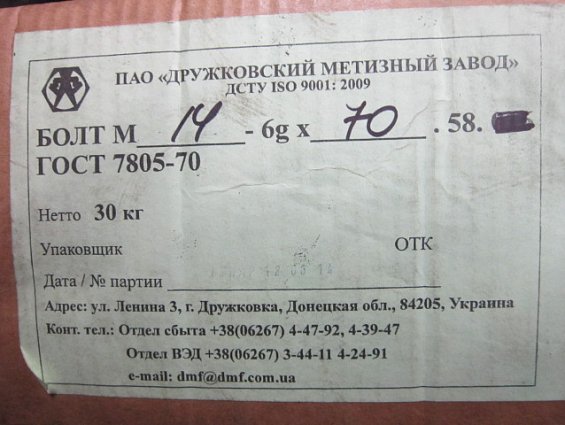 ПАО «ДРУЖКОВСКИЙ МЕТИЗНЫЙ ЗАВОД»
ДСТУ ISO 9001: 2009
БОЛТ М 14 - 6g х 70 . 58.
ГОСТ 7805-70
Нетто 30 кг
Упаковщик ОТК
Дата / № партии
Адрес: ул. Ленина 3, г. Дружковка, Донецкая обл., 84205, Украина
Конт. тел.: Отдел сбыта +38(06267) 4-47-92, 4-39-47
Отдел ВЭД +38(06267) 3-44-11 4-24-91
e-mail: dmf@dmf.com.ua